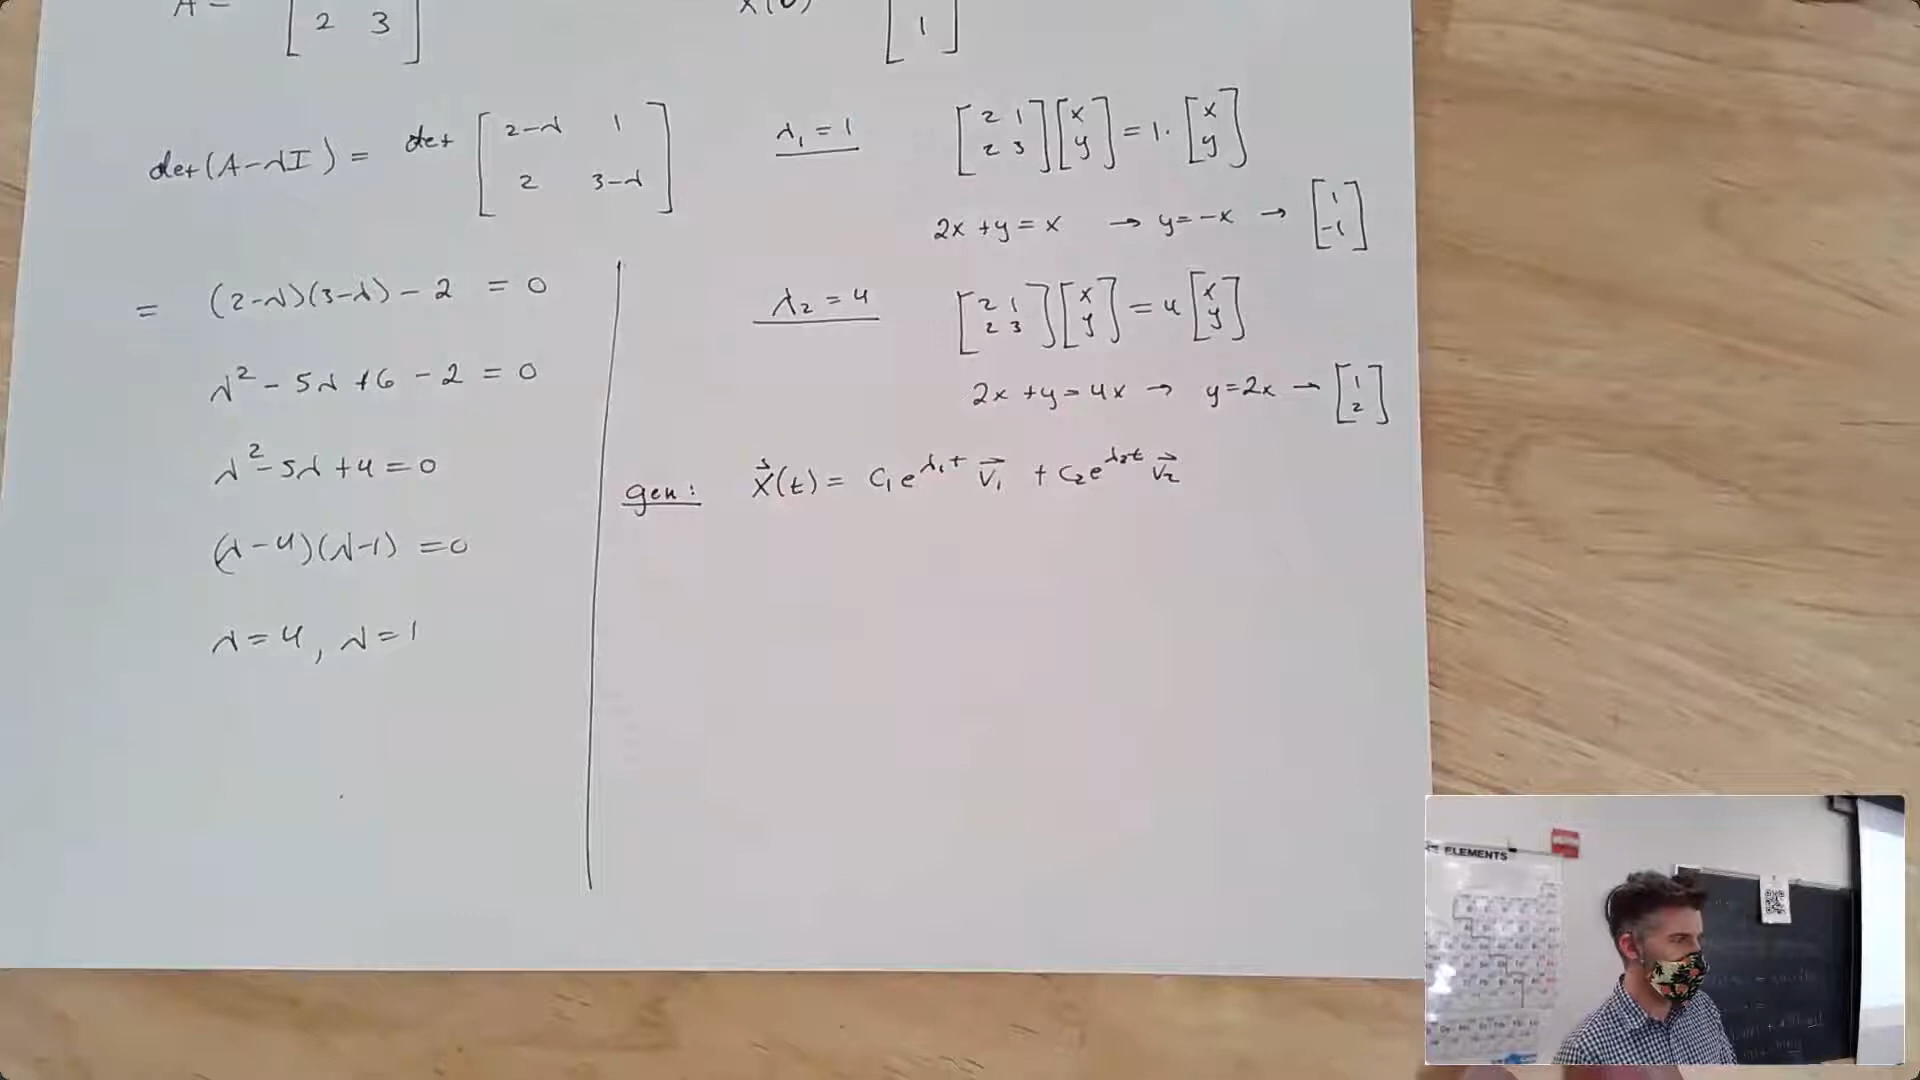 A = [ 2 3 ]
x(0) [ 1 ]
det(A-λI) = det [ 2-λ 1
2 3-λ ]
= (2-λ)(3-λ) - 2 = 0
λ² - 5λ + 6 - 2 = 0
λ² - 5λ + 4 = 0
(λ-4)(λ-1) = 0
λ = 4, λ = 1
λ₁ = 1 [2 1; 2 3] [x; y] = 1· [x; y]
2x + y = x → y = -x → [1; -1]
λ₂ = 4 [2 1; 2 3] [x; y] = 4 [x; y]
2x + y = 4x → y = 2x → [1; 2]
gen: x⃗(t) = c₁e^{λ₁t} v⃗₁ + c₂e^{λ₂t} v⃗₂
ELEMENTS